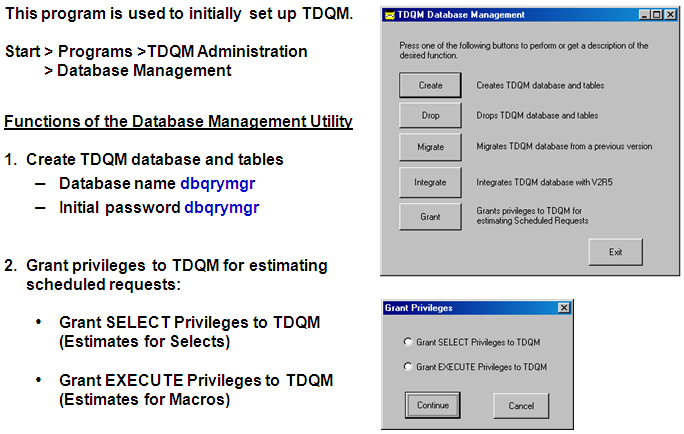 This program is used to initially set up TDQM.
Start > Programs >TDQM Administration
> Database Management
Functions of the Database Management Utility
1. Create TDQM database and tables
– Database name dbqrymgr
– Initial password dbqrymgr
2. Grant privileges to TDQM for estimating
scheduled requests:
• Grant SELECT Privileges to TDQM
(Estimates for Selects)
• Grant EXECUTE Privileges to TDQM
(Estimates for Macros)
TDQM Database Management
Press one of the following buttons to perform or get a description of the
desired function.
Create Creates TDQM database and tables
Drop Drops TDQM database and tables
Migrate Migrates TDQM database from a previous version
Integrate Integrates TDQM database with V2R5
Grant Grants privileges to TDQM for
estimating Scheduled Requests
Exit
Grant Privileges
Grant SELECT Privileges to TDQM
Grant EXECUTE Privileges to TDQM
Continue Cancel